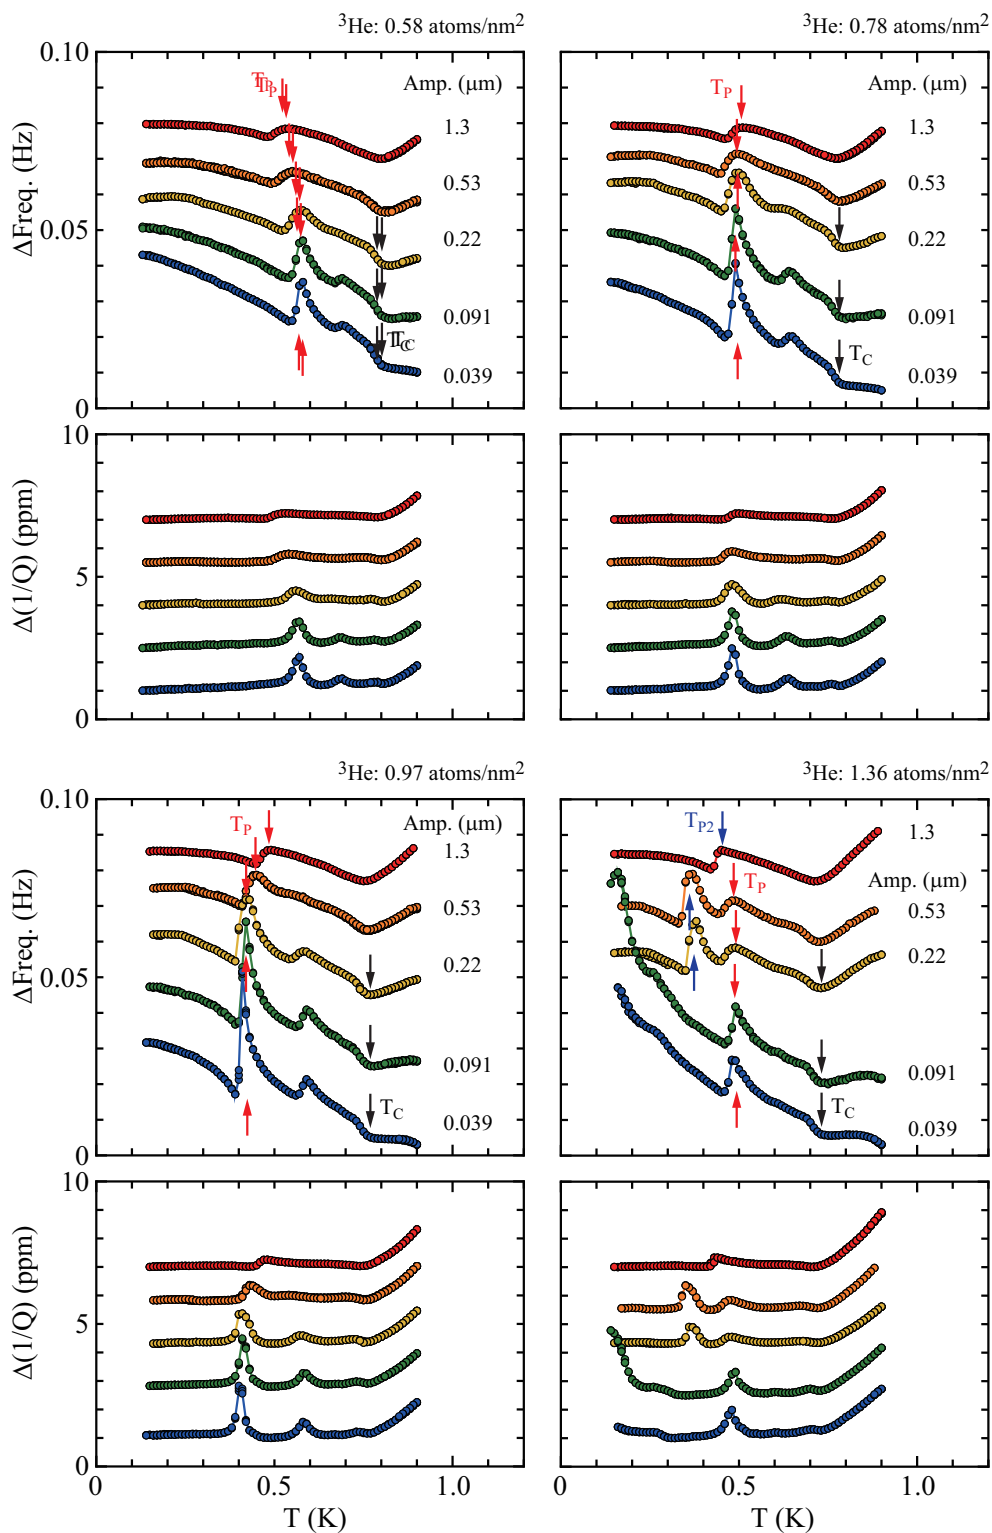 ³He: 0.58 atoms/nm²
³He: 0.78 atoms/nm²
0.10
0.05
0
ΔFreq. (Hz)
Amp. (μm)
1.3
0.53
0.22
0.091
0.039
T_P
T_P
T_C
T_C
Amp. (μm)
1.3
0.53
0.22
0.091
0.039
T_P
T_C
10
5
0
Δ(1/Q) (ppm)
³He: 0.97 atoms/nm²
³He: 1.36 atoms/nm²
0.10
0.05
0
ΔFreq. (Hz)
Amp. (μm)
1.3
0.53
0.22
0.091
0.039
T_P
T_C
1.3
Amp. (μm)
0.53
0.22
0.091
0.039
T_P2
T_P
T_C
10
5
0
Δ(1/Q) (ppm)
0
0.5
1.0
T (K)
0
0.5
1.0
T (K)